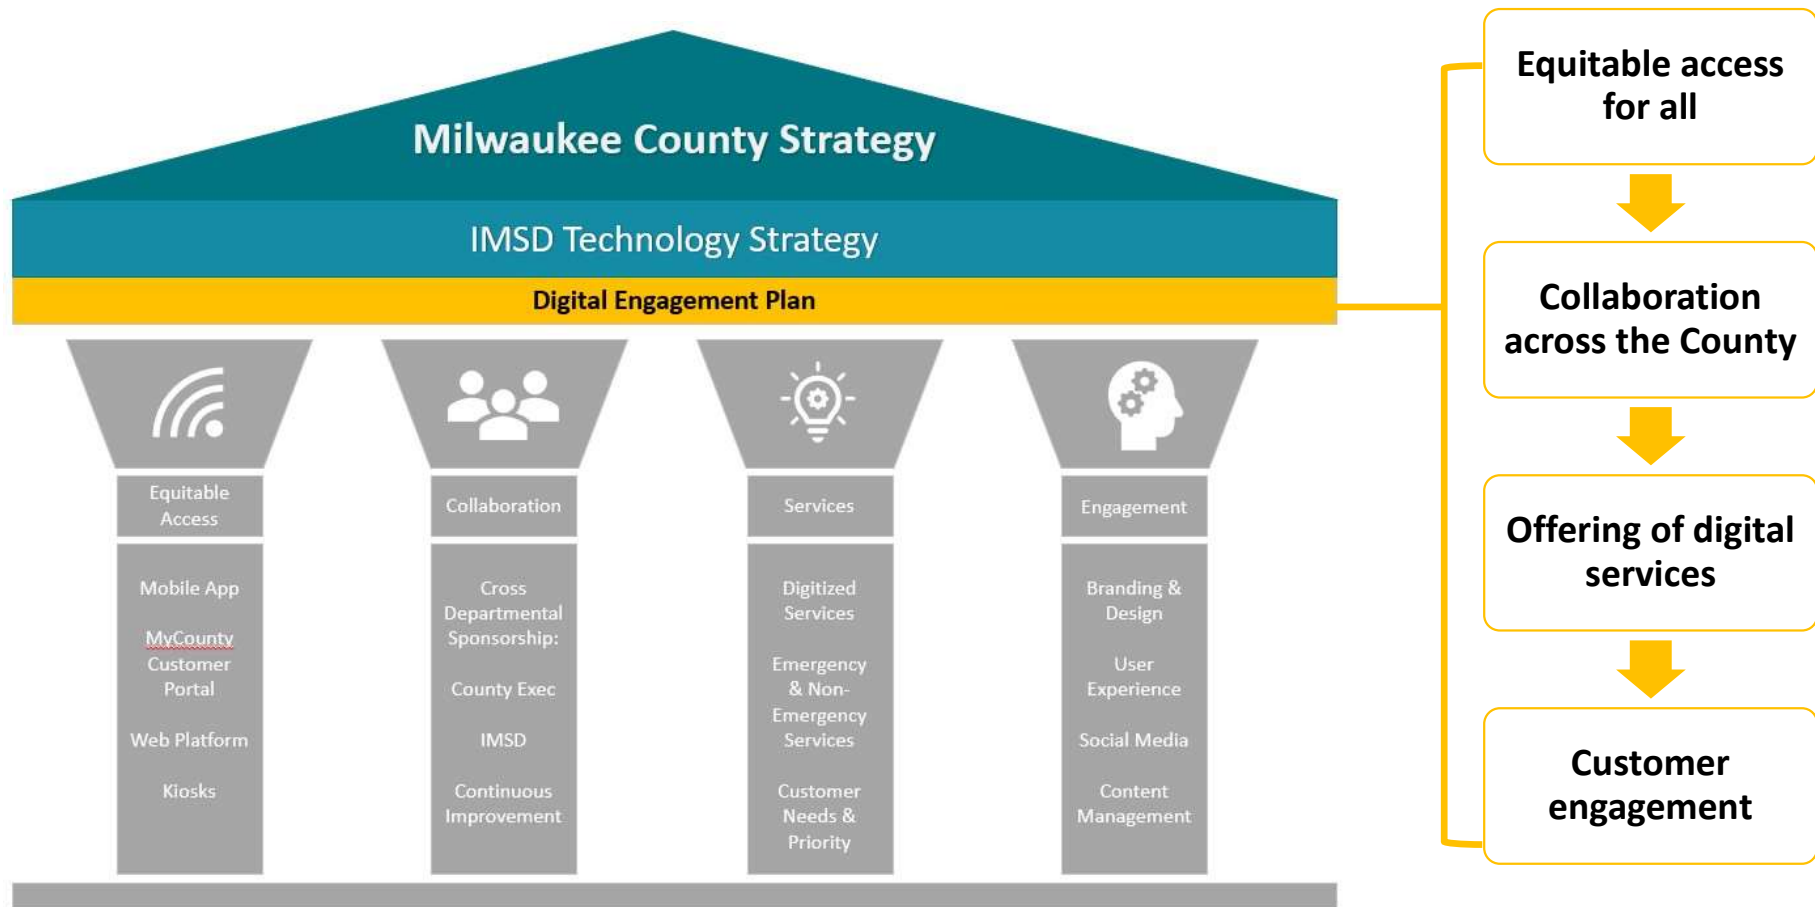 Milwaukee County Strategy
IMSD Technology Strategy
Digital Engagement Plan
Equitable
Access
Mobile App
MyCounty
Customer
Portal
Web Platform
Kiosks
Collaboration
Cross
Departmental
Sponsorship:
County Exec
IMSD
Continuous
Improvement
Services
Digitized
Services
Emergency
& Non-
Emergency
Services
Customer
Needs &
Priority
Engagement
Branding &
Design
User
Experience
Social Media
Content
Management
Equitable access
for all
Collaboration
across the County
Offering of digital
services
Customer
engagement